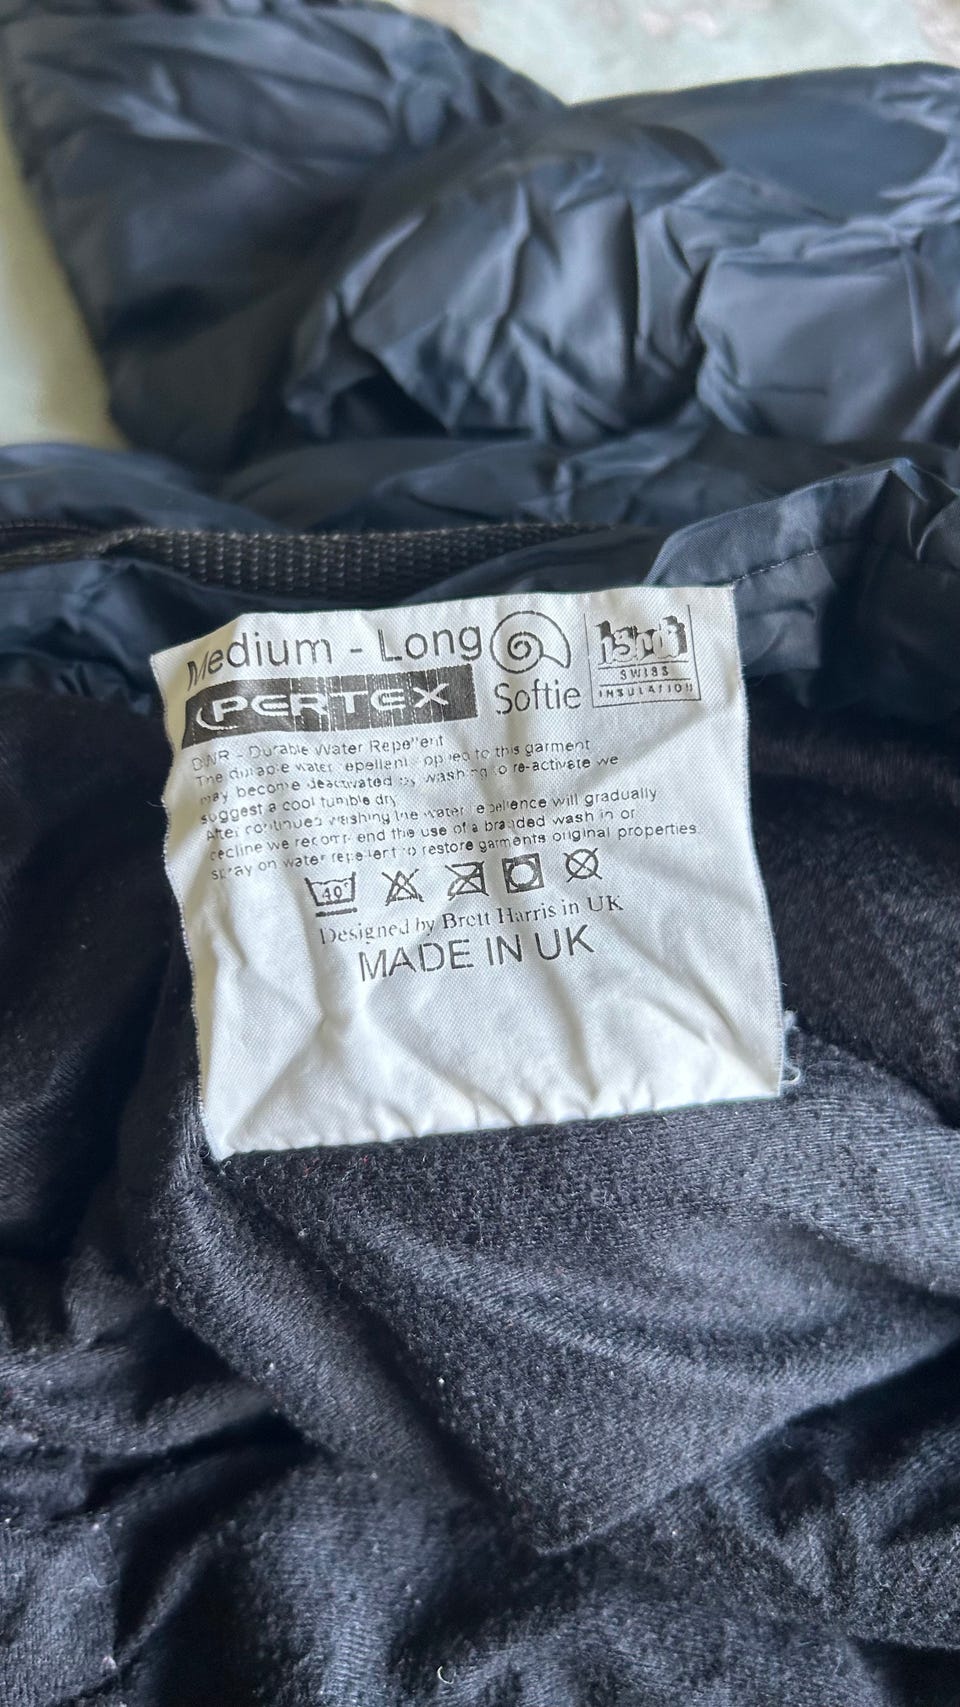 Medium - Long
PERTEX
Softie
SWISS
INSULATION
DWR - Durable Water Repellent
The durable water repellent applied to this garment
may become deactivated by washing to re-activate we
suggest a cool tumble dry
After continued washing the water repellence will gradually
decline we recommend the use of a branded wash in or
spray on water repellent to restore garments original properties.
40°
Designed by Brett Harris in UK
MADE IN UK